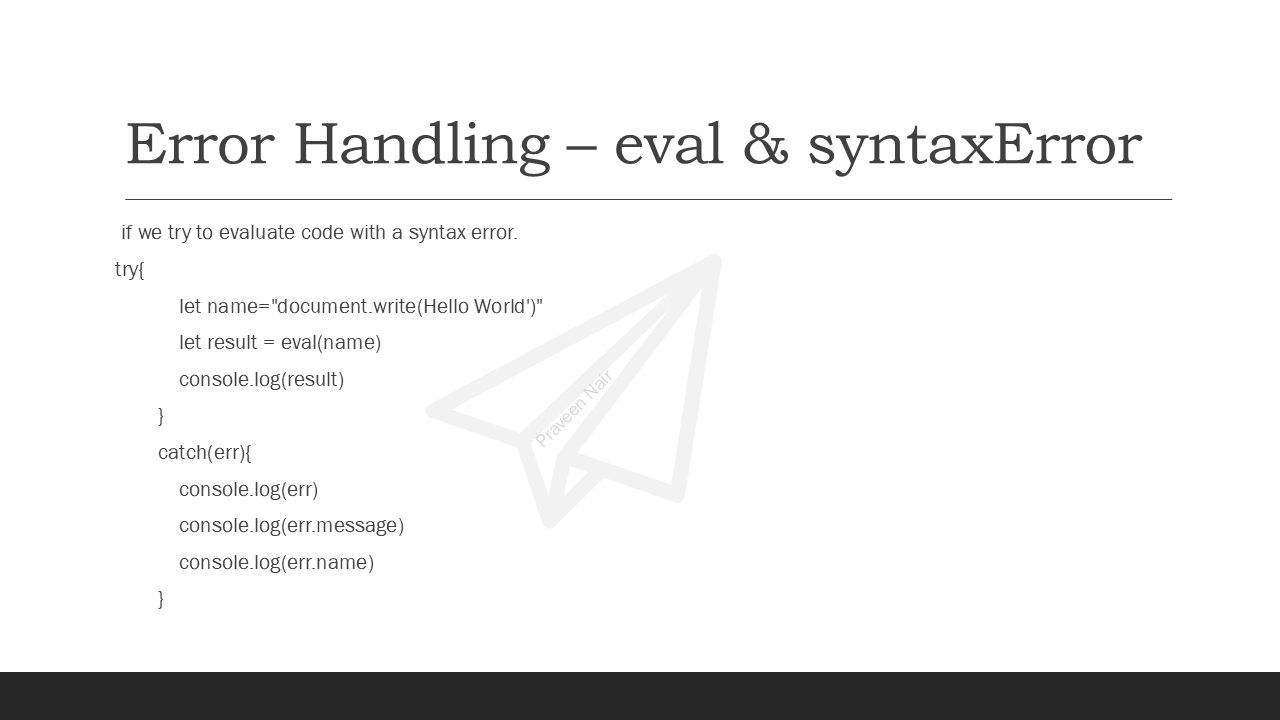 Error Handling – eval & syntaxError
if we try to evaluate code with a syntax error.
try{
let name="document.write(Hello World')"
let result = eval(name)
console.log(result)
}
catch(err){
console.log(err)
console.log(err.message)
console.log(err.name)
}
Praveen Nair